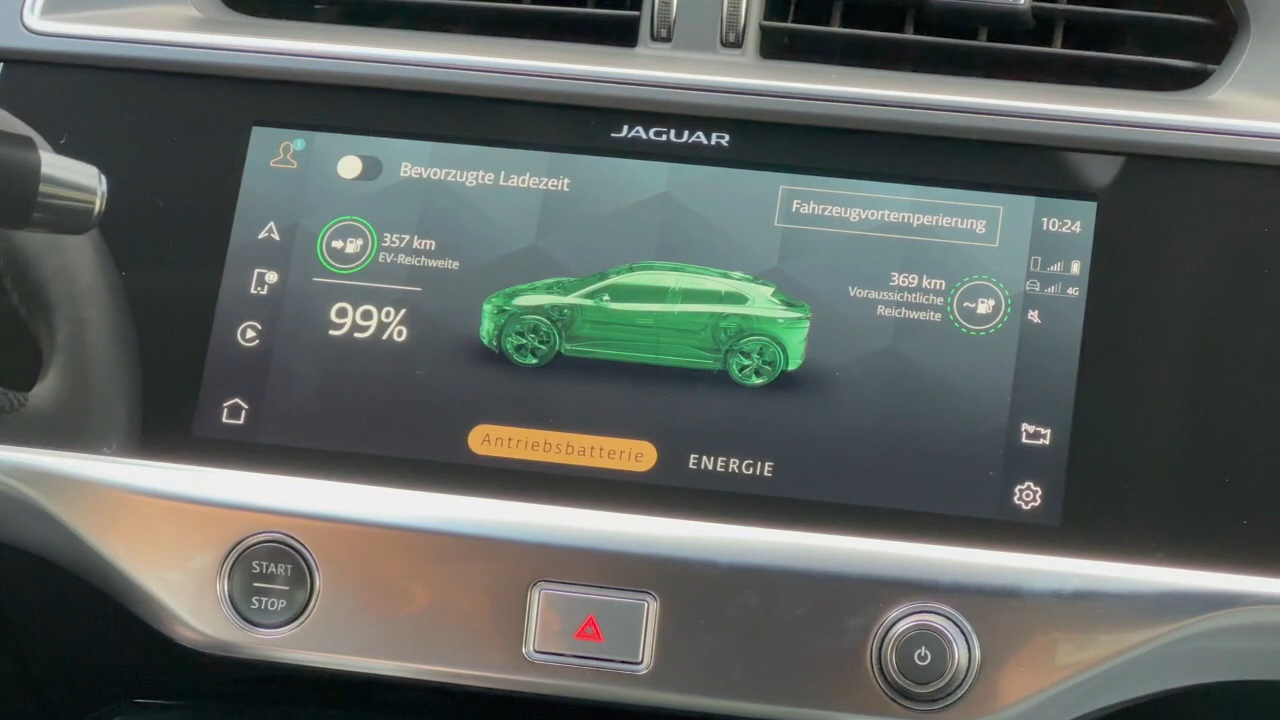 JAGUAR
Bevorzugte Ladezeit
Fahrzeugvortemperierung
10:24
357 km
EV-Reichweite
99%
369 km
Voraussichtliche
Reichweite
4G
Antriebsbatterie
ENERGIE
START
STOP